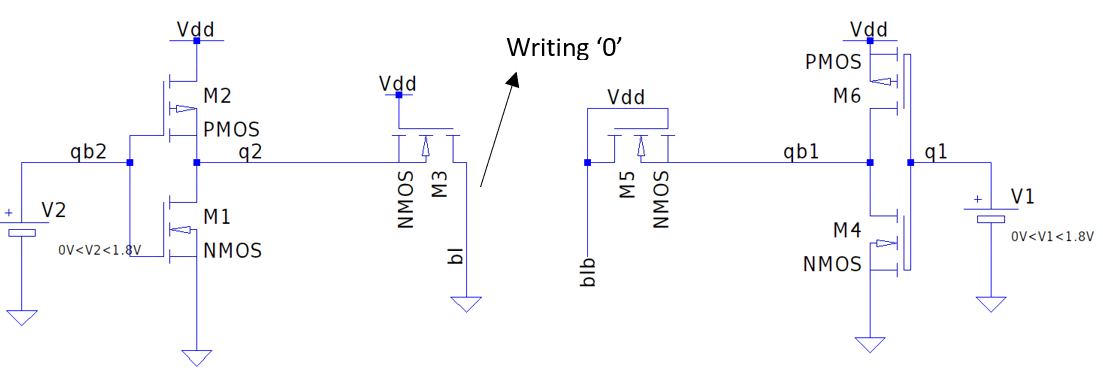 Writing ‘0’
Vdd
M2
PMOS
qb2
q2
+
V2
0V<V2<1.8V
M1
NMOS
Vdd
NMOS
M3
bl
Vdd
M5
NMOS
blb
qb1
Vdd
PMOS
M6
q1
M4
NMOS
+
V1
0V<V1<1.8V